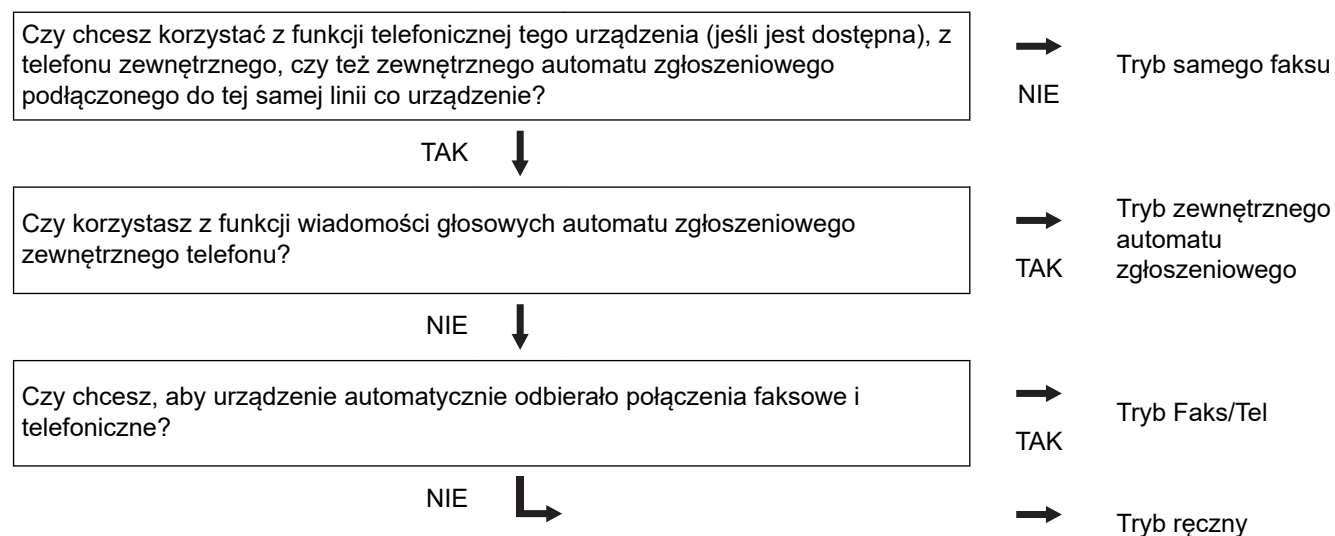 Czy chcesz korzystać z funkcji telefonicznej tego urządzenia (jeśli jest dostępna), z
telefonu zewnętrznego, czy też zewnętrznego automatu zgłoszeniowego
podłączonego do tej samej linii co urządzenie?
NIE
Tryb samego faksu
TAK
Czy korzystasz z funkcji wiadomości głosowych automatu zgłoszeniowego
zewnętrznego telefonu?
TAK
Tryb zewnętrznego
automatu
zgłoszeniowego
NIE
Czy chcesz, aby urządzenie automatycznie odbierało połączenia faksowe i
telefoniczne?
TAK
Tryb Faks/Tel
NIE
Tryb ręczny